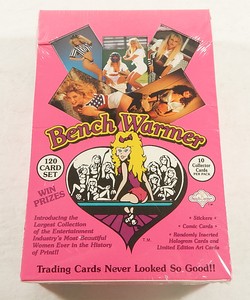 Bench Warmer
120
CARD
SET
10
Collector
Cards
PER PACK
WIN
PRIZES
T.M.
Introducing the
Largest Collection
of the Entertainment
Industry's Most Beautiful
Women Ever in the History
of Print!!
• Stickers •
• Comic Cards •
• Randomly Inserted
Hologram Cards and
Limited Edition Art Cards
Trading Cards Never Looked So Good!!